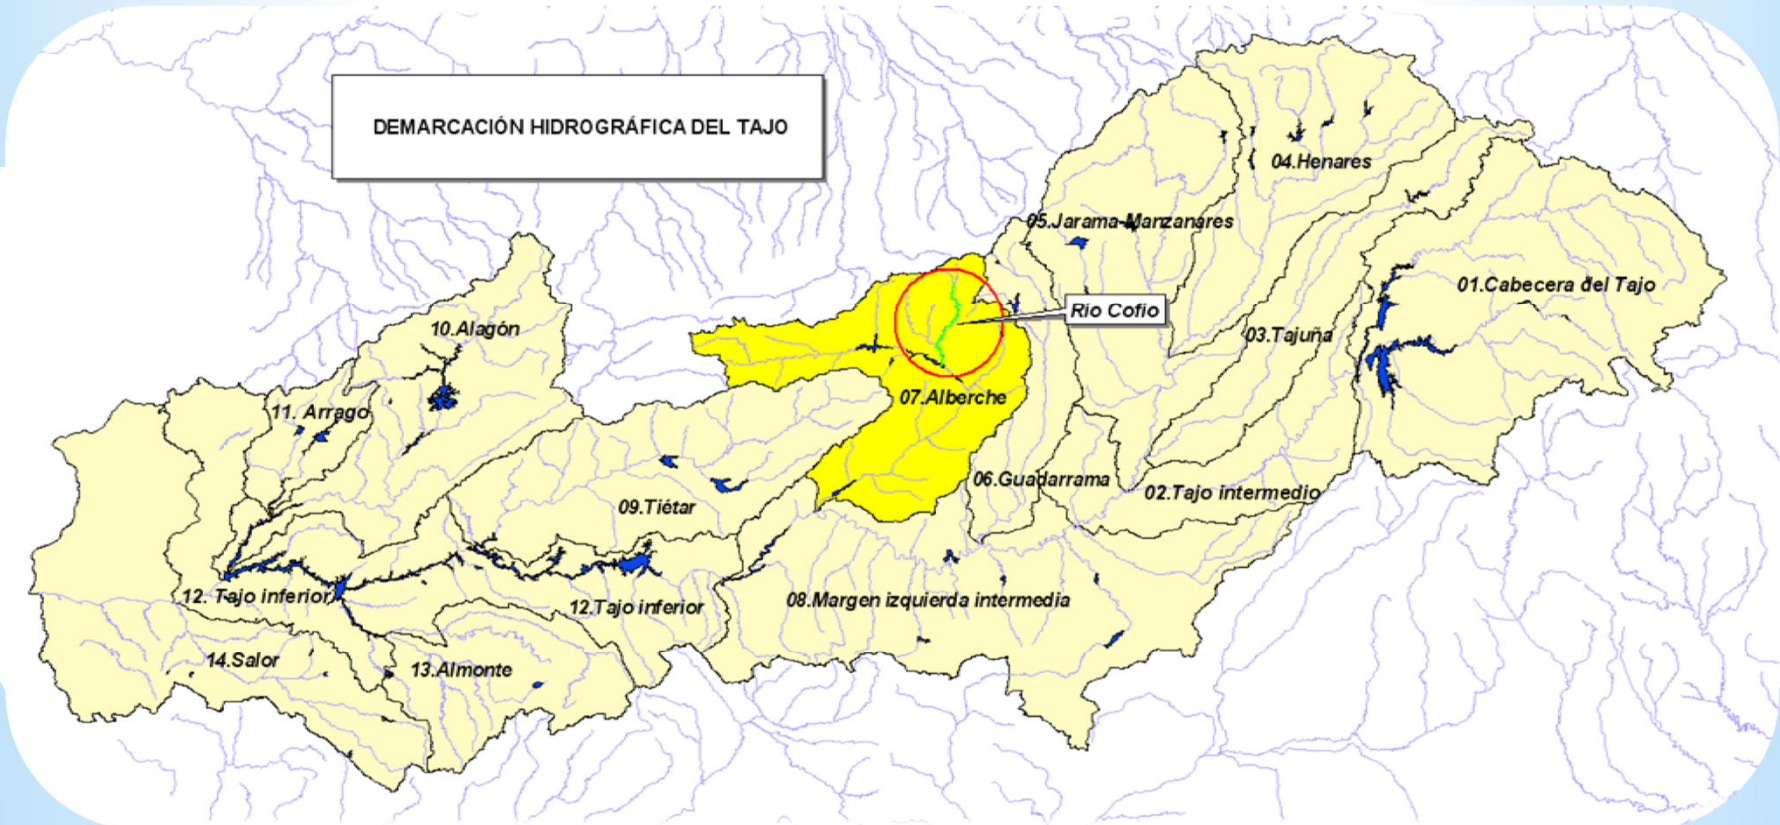 DEMARCACIÓN HIDROGRÁFICA DEL TAJO
04.Henares
05.Jarama-Manzanares
01.Cabecera del Tajo
Río Cofio
10.Alagón
03.Tajuña
07.Alberche
11. Arrago
06.Guadarrama
02.Tajo intermedio
09.Tiétar
12. Tajo inferior
12.Tajo inferior
08.Margen izquierda intermedia
14.Salor
13.Almonte